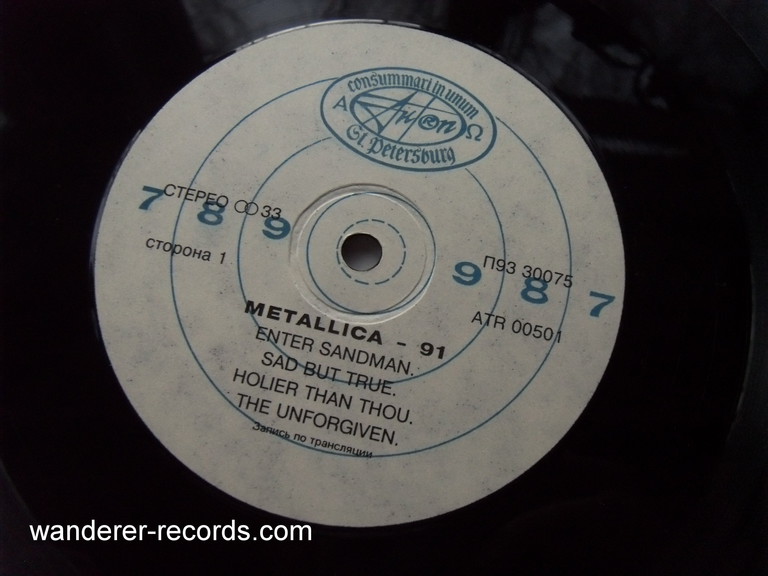 consummari in unum
A Ω
St. Petersburg
7 8 9
СТЕРЕО 33
сторона 1
9 8 7
П93 30075
ATR 00501
METALLICA - 91
ENTER SANDMAN.
SAD BUT TRUE.
HOLIER THAN THOU.
THE UNFORGIVEN.
Запись по трансляции
wanderer-records.com